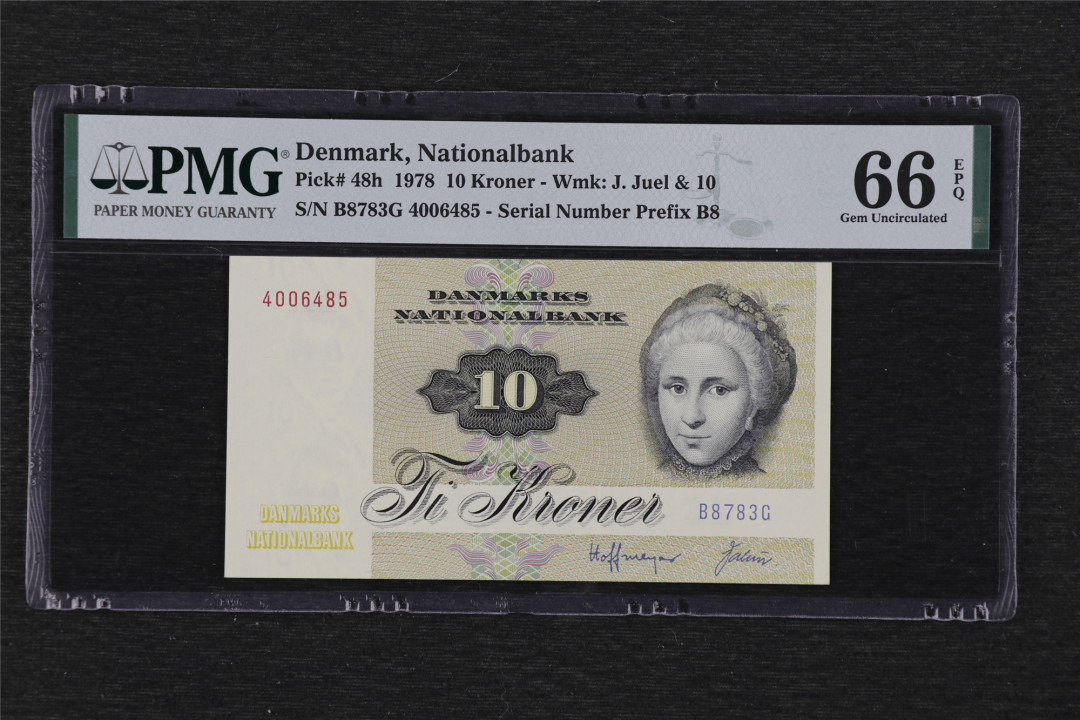 PMG®
PAPER MONEY GUARANTY
Denmark, Nationalbank
Pick# 48h 1978 10 Kroner - Wmk: J. Juel & 10
S/N B8783G 4006485 - Serial Number Prefix B8
66
EPQ
Gem Uncirculated
4006485
DANMARKS
NATIONALBANK
10
Ti Kroner
B8783G
DANMARKS
NATIONALBANK
Hoffmeyer